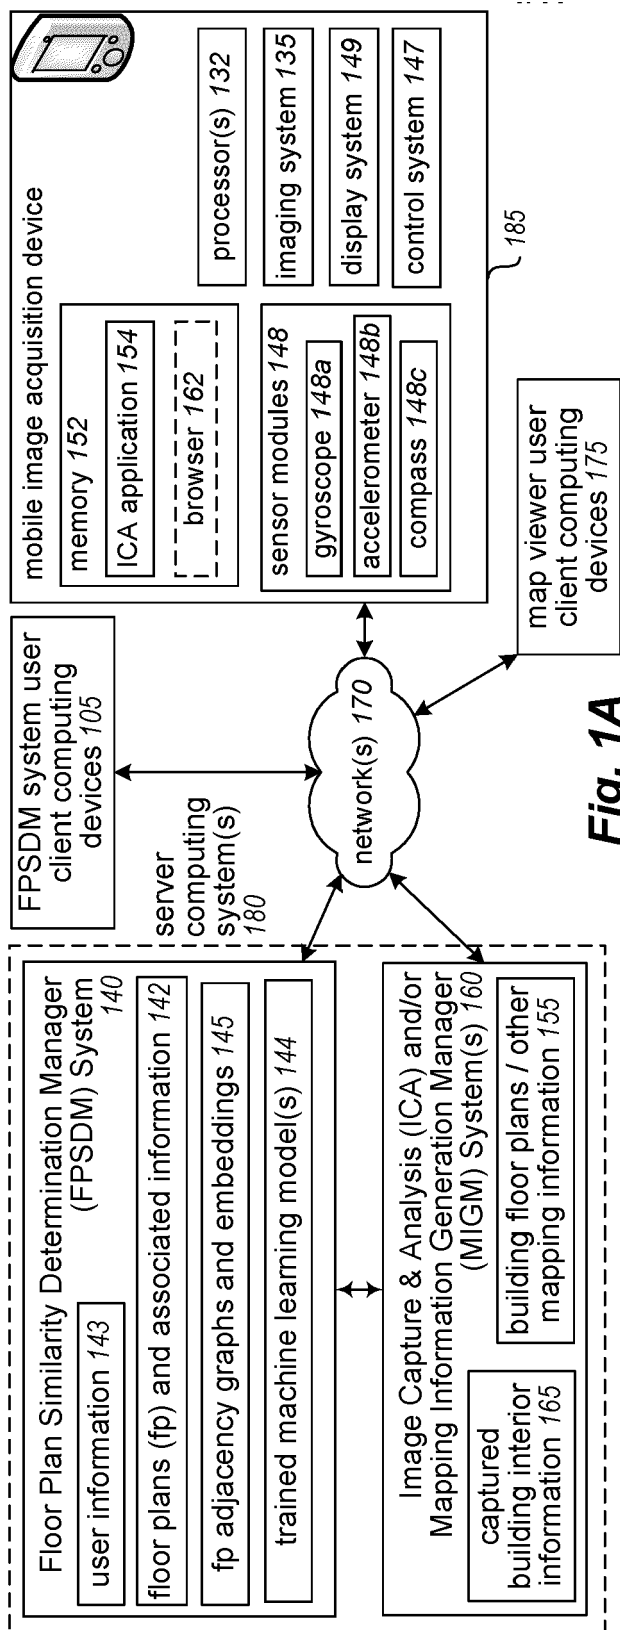 Floor Plan Similarity Determination Manager
(FPSDM) System
140
user information 143
floor plans (fp) and associated information 142
fp adjacency graphs and embeddings 145
trained machine learning model(s) 144
Image Capture & Analysis (ICA) and/or
Mapping Information Generation Manager
(MIGM) System(s) 160
captured
building interior
information 165
building floor plans / other
mapping information 155
server
computing
system(s)
180
FPSDM system user
client computing
devices 105
network(s) 170
mobile image acquisition device
memory 152
ICA application 154
browser 162
sensor modules 148
gyroscope 148a
accelerometer 148b
compass 148c
processor(s) 132
imaging system 135
display system 149
control system 147
185
map viewer user
client computing
devices 175
Fig. 1A